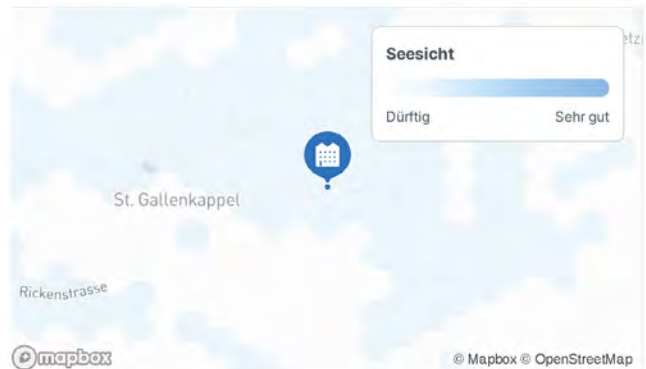 Seesicht
Dürftig Sehr gut
St. Gallenkappel
Rickenstrasse
mapbox
© Mapbox © OpenStreetMap